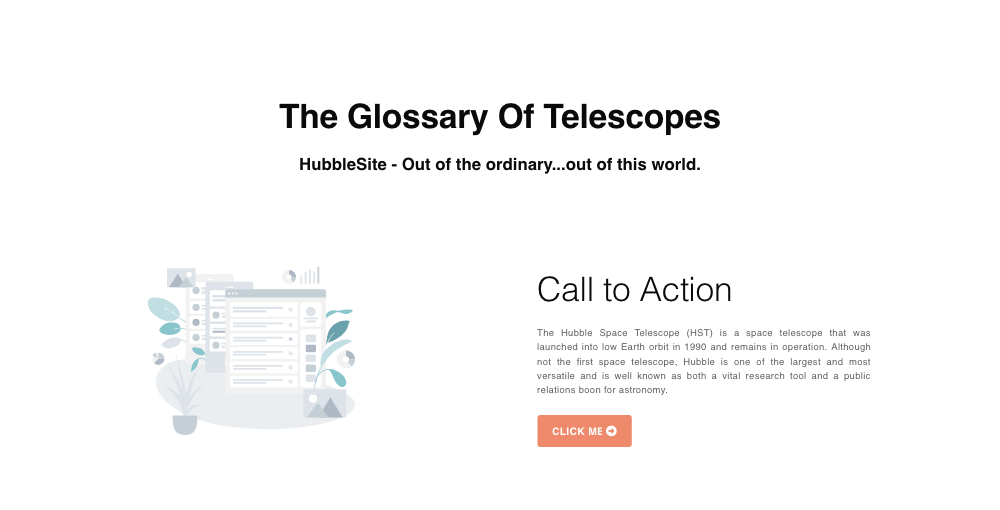 The Glossary Of Telescopes
HubbleSite - Out of the ordinary...out of this world.
Call to Action
The Hubble Space Telescope (HST) is a space telescope that was
launched into low Earth orbit in 1990 and remains in operation. Although
not the first space telescope, Hubble is one of the largest and most
versatile and is well known as both a vital research tool and a public
relations boon for astronomy.
CLICK ME